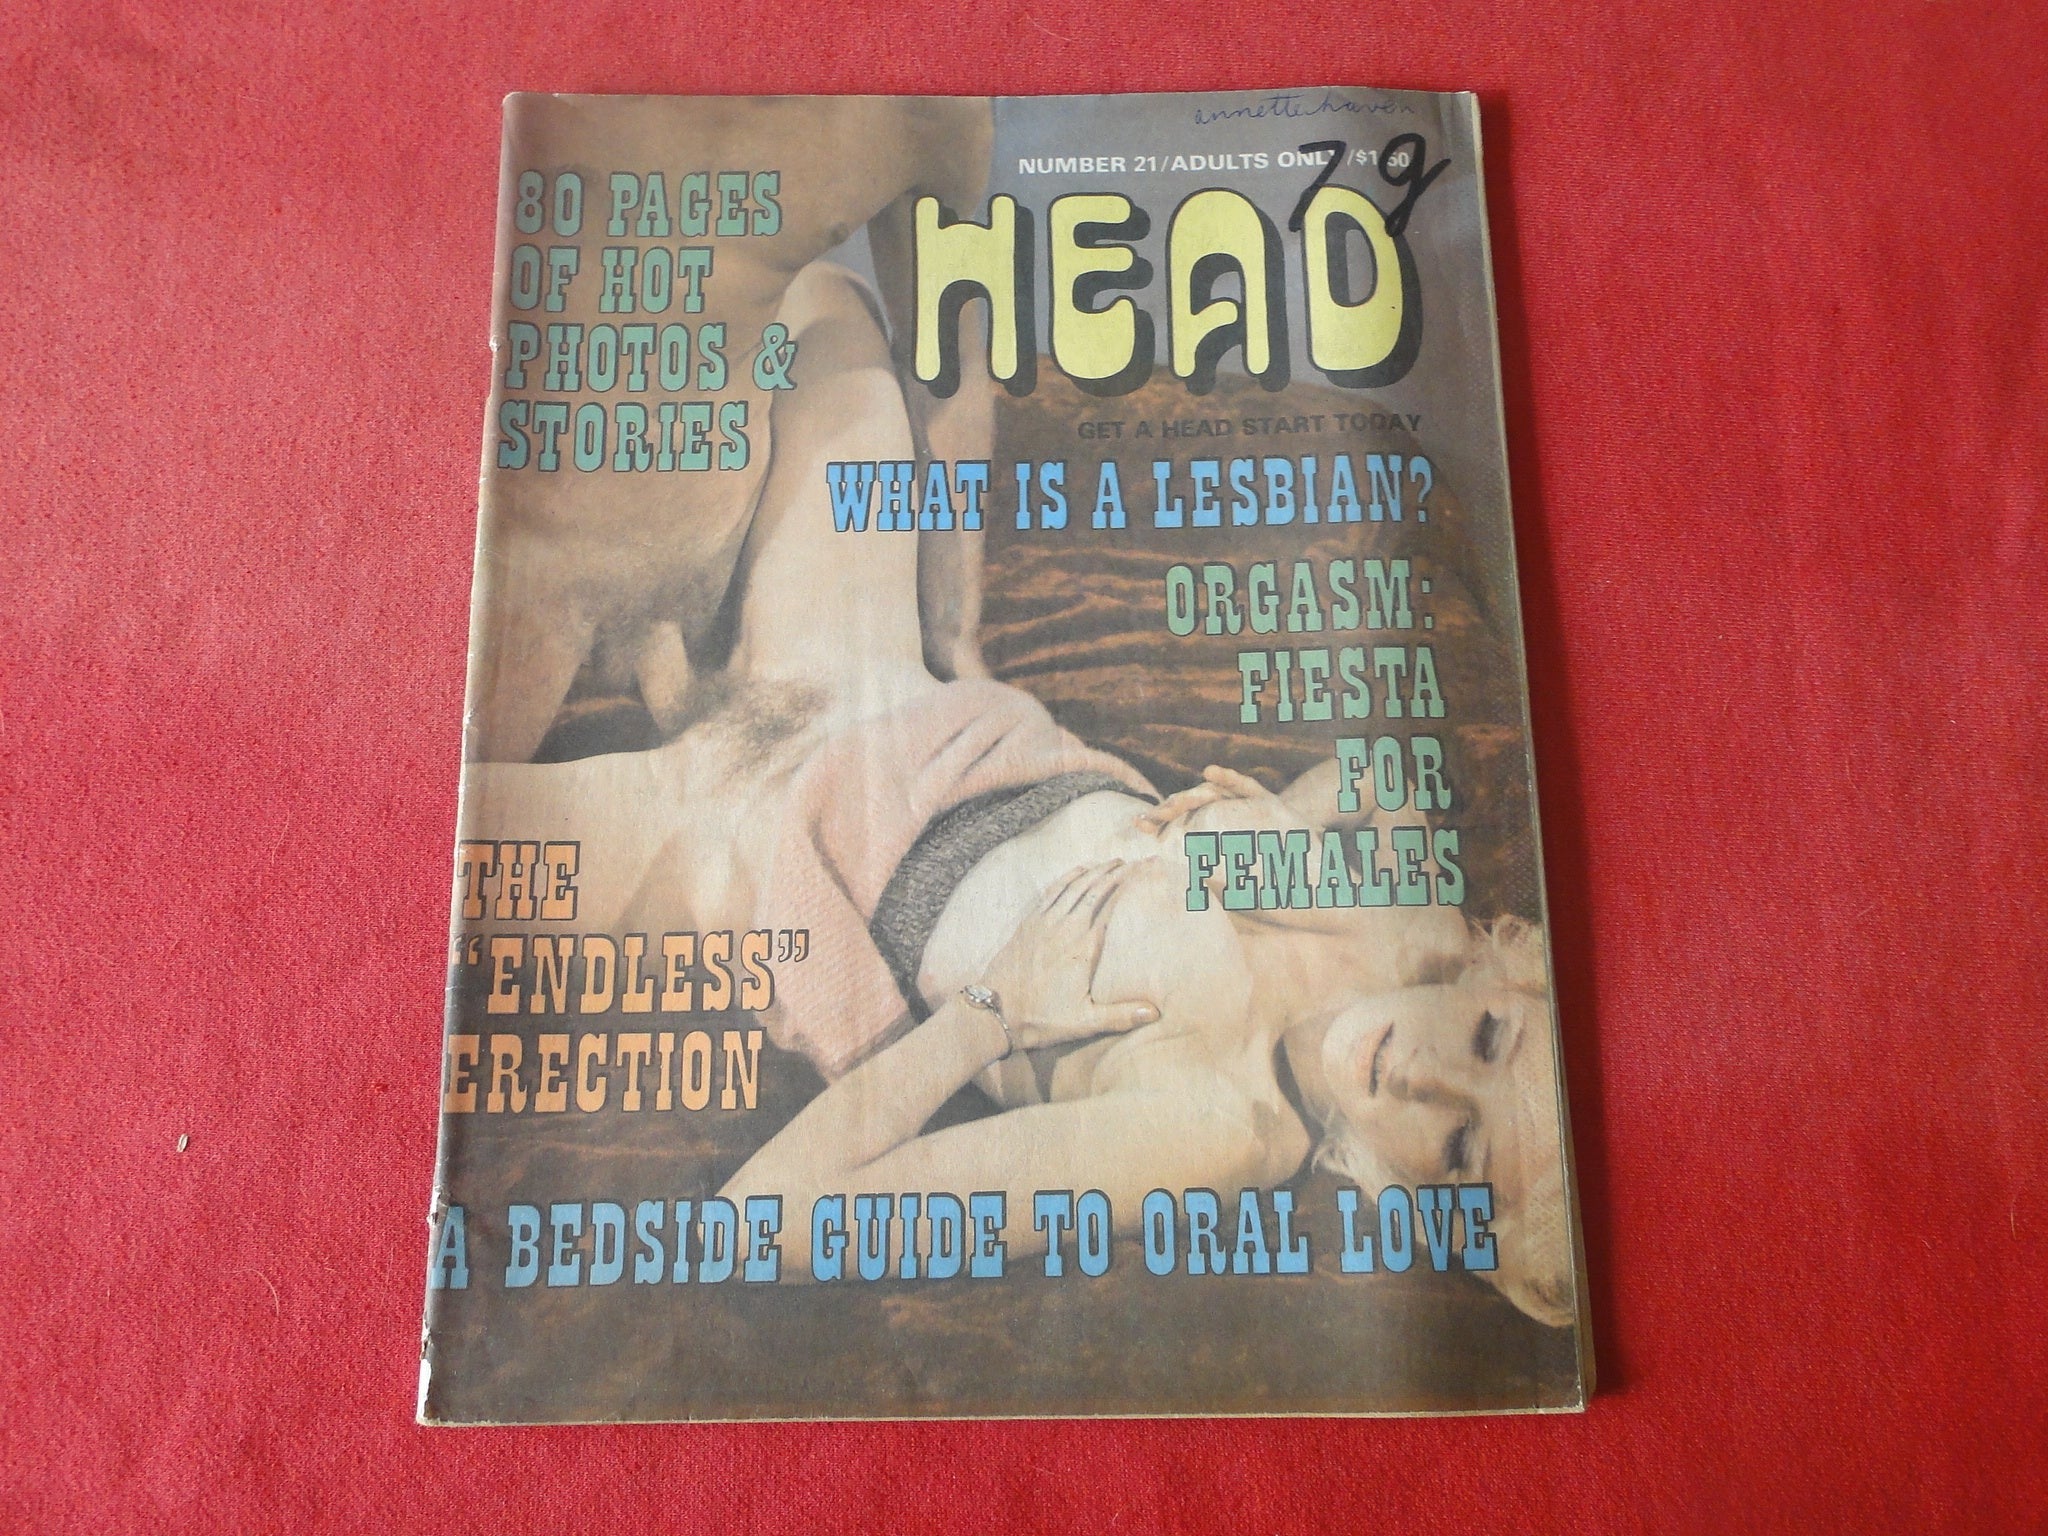 annette haven
78
NUMBER 21/ADULTS ONLY/$1.50
HEAD
GET A HEAD START TODAY
80 PAGES
OF HOT
PHOTOS &
STORIES
WHAT IS A LESBIAN?
ORGASM:
FIESTA
FOR
FEMALES
THE
"ENDLESS"
ERECTION
A BEDSIDE GUIDE TO ORAL LOVE